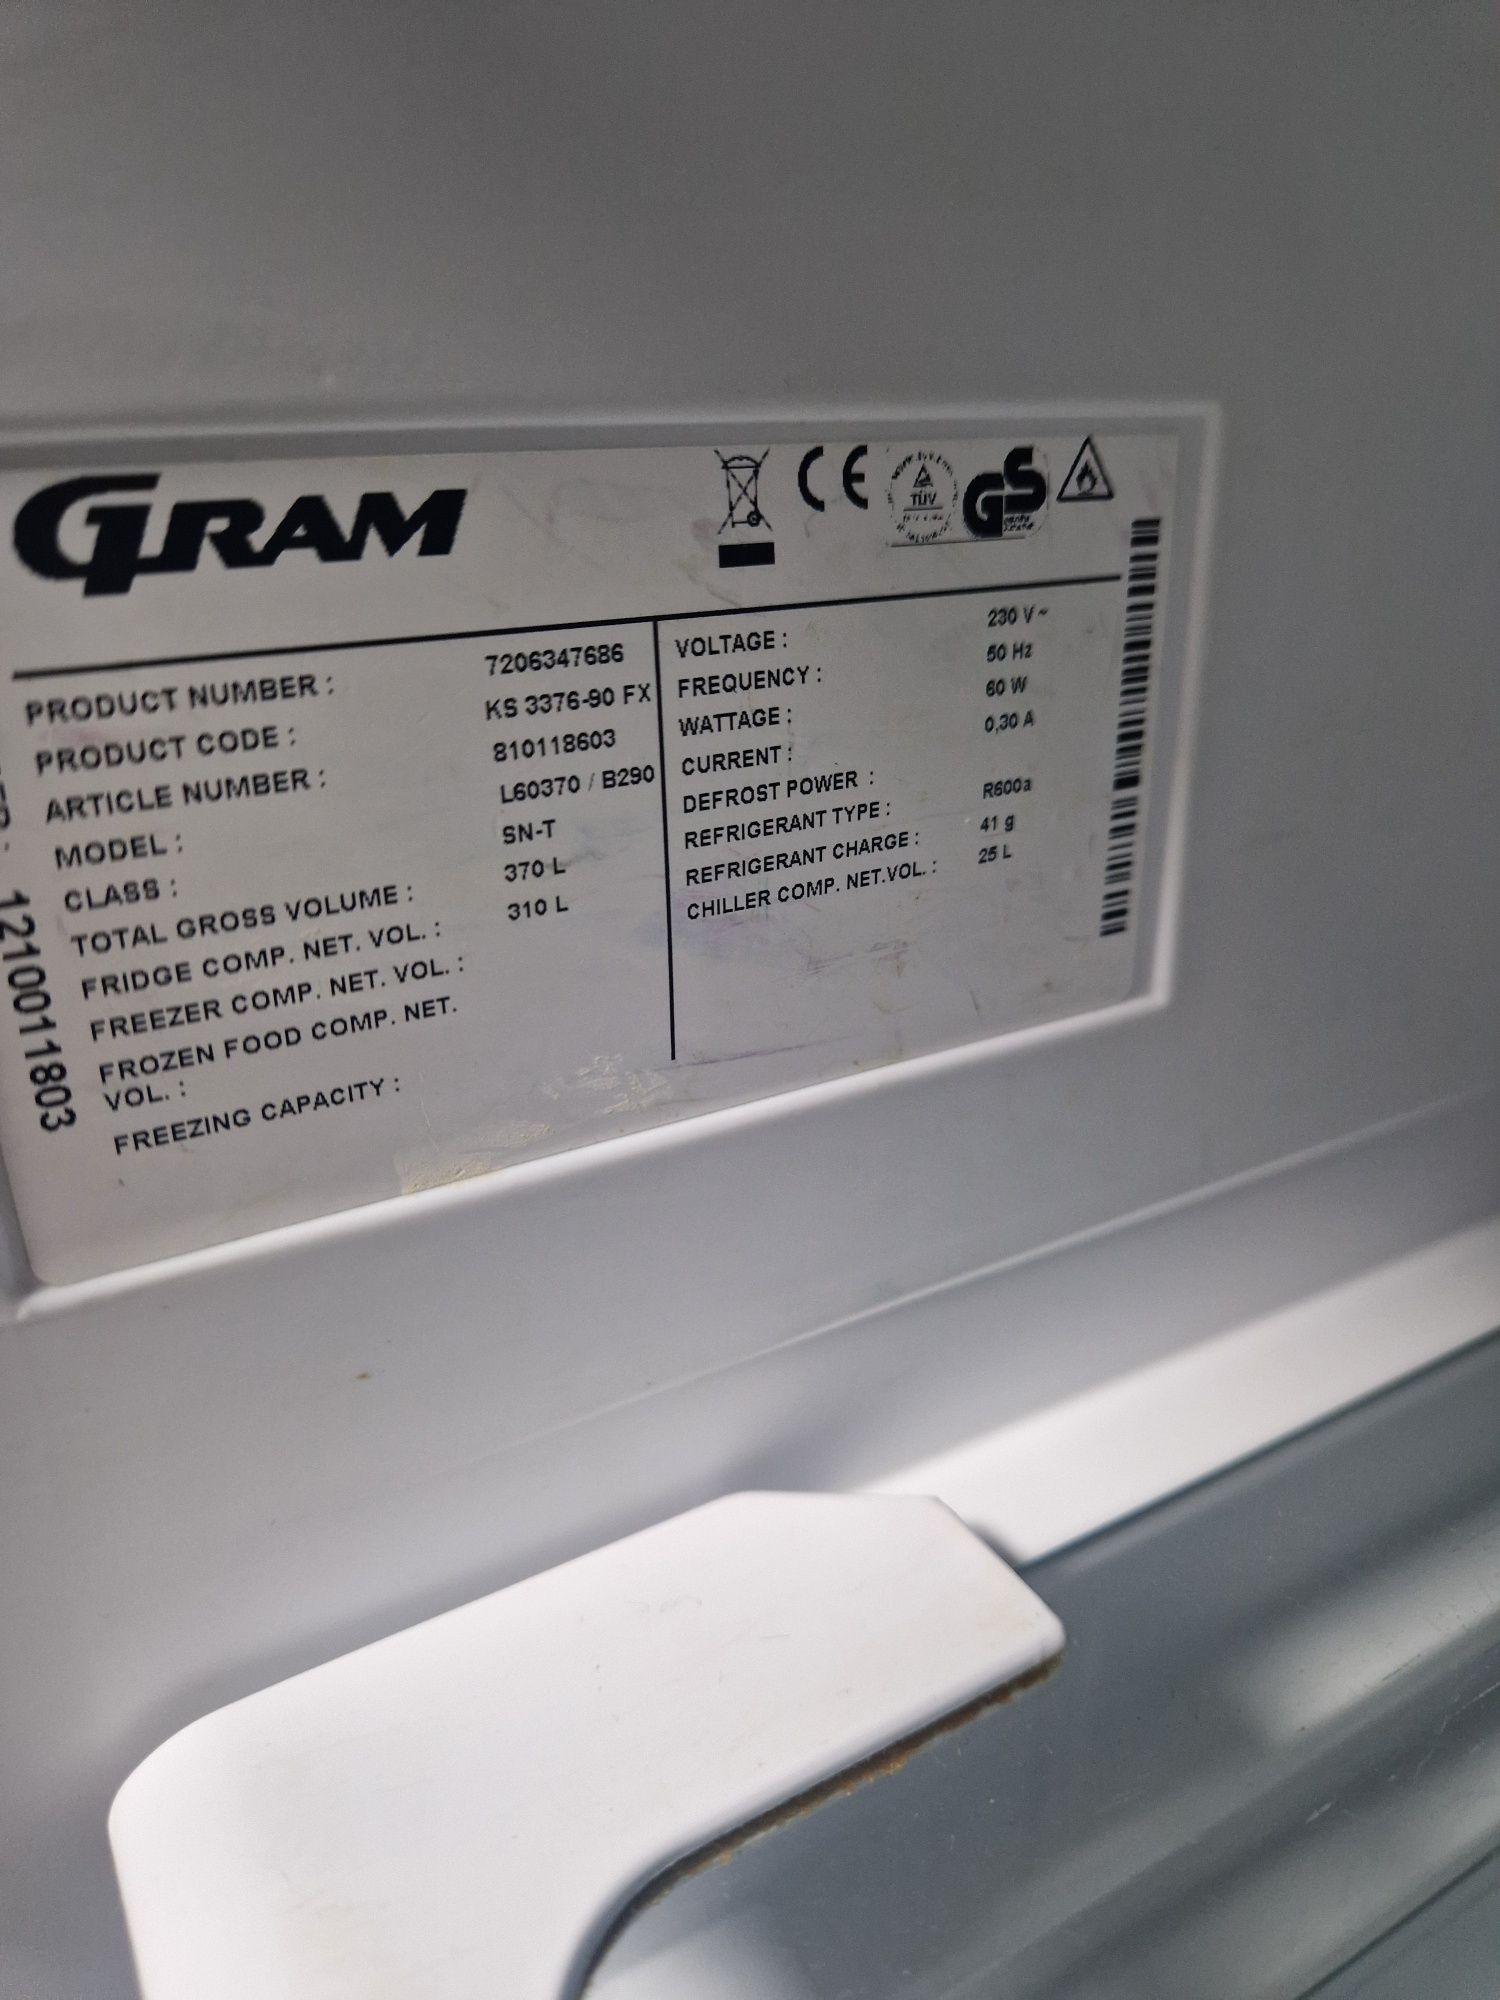 GRAM
CE
TÜV
GS
PRODUCT NUMBER : 7206347686
PRODUCT CODE : KS 3376-90 FX
ARTICLE NUMBER : 810118603
MODEL : L60370 / B290
CLASS : SN-T
TOTAL GROSS VOLUME : 370 L
FRIDGE COMP. NET. VOL. : 310 L
FREEZER COMP. NET. VOL. :
FROZEN FOOD COMP. NET.
VOL. :
FREEZING CAPACITY :
VOLTAGE : 230 V ~
FREQUENCY : 50 Hz
WATTAGE : 60 W
CURRENT : 0,30 A
DEFROST POWER :
REFRIGERANT TYPE : R600a
REFRIGERANT CHARGE : 41 g
CHILLER COMP. NET.VOL. : 25 L
1210011803